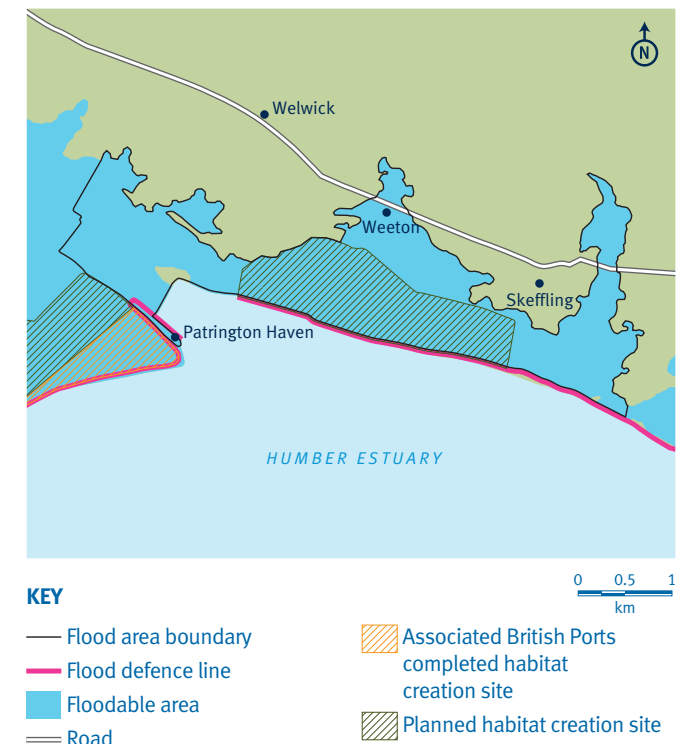 N
Welwick
Weeton
Skeffling
Patrington Haven
HUMBER ESTUARY
KEY
0 0.5 1
km
Flood area boundary
Flood defence line
Floodable area
Road
Associated British Ports
completed habitat
creation site
Planned habitat creation site